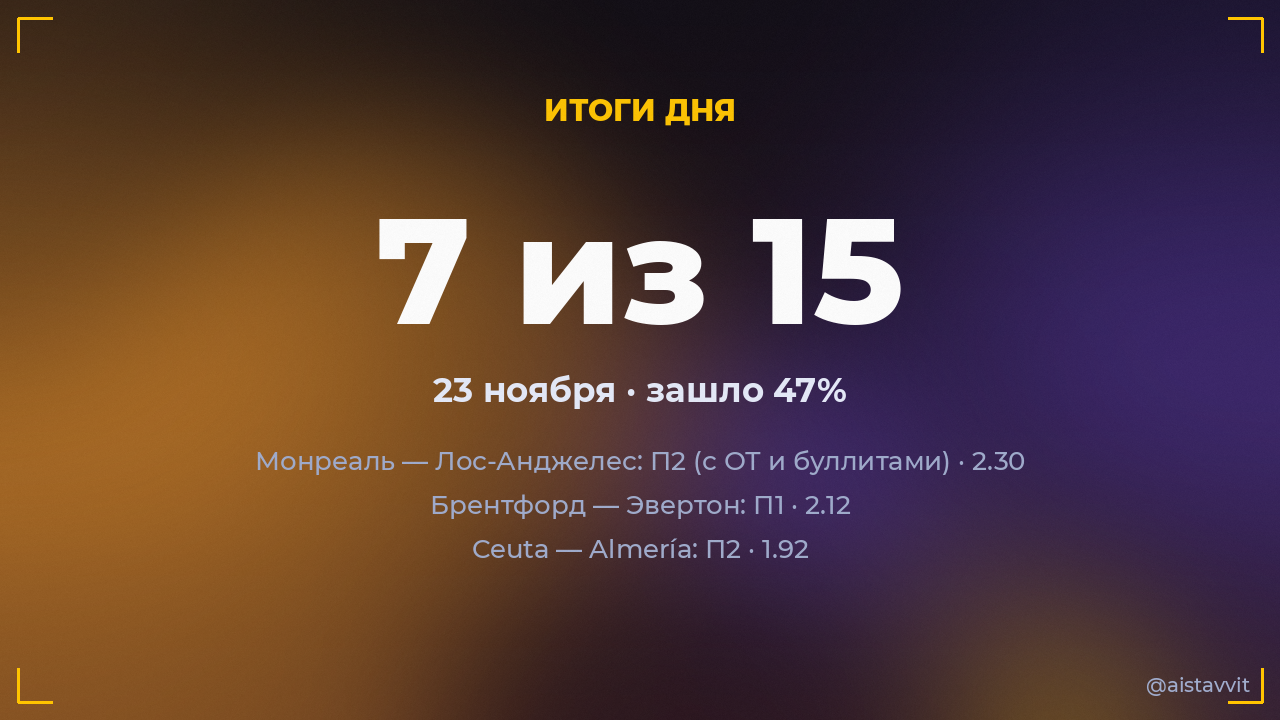 ИТОГИ ДНЯ
7 из 15
23 ноября · зашло 47%
Монреаль — Лос-Анджелес: П2 (с ОТ и буллитами) · 2.30
Брентфорд — Эвертон: П1 · 2.12
Ceuta — Almería: П2 · 1.92
@aistavvit